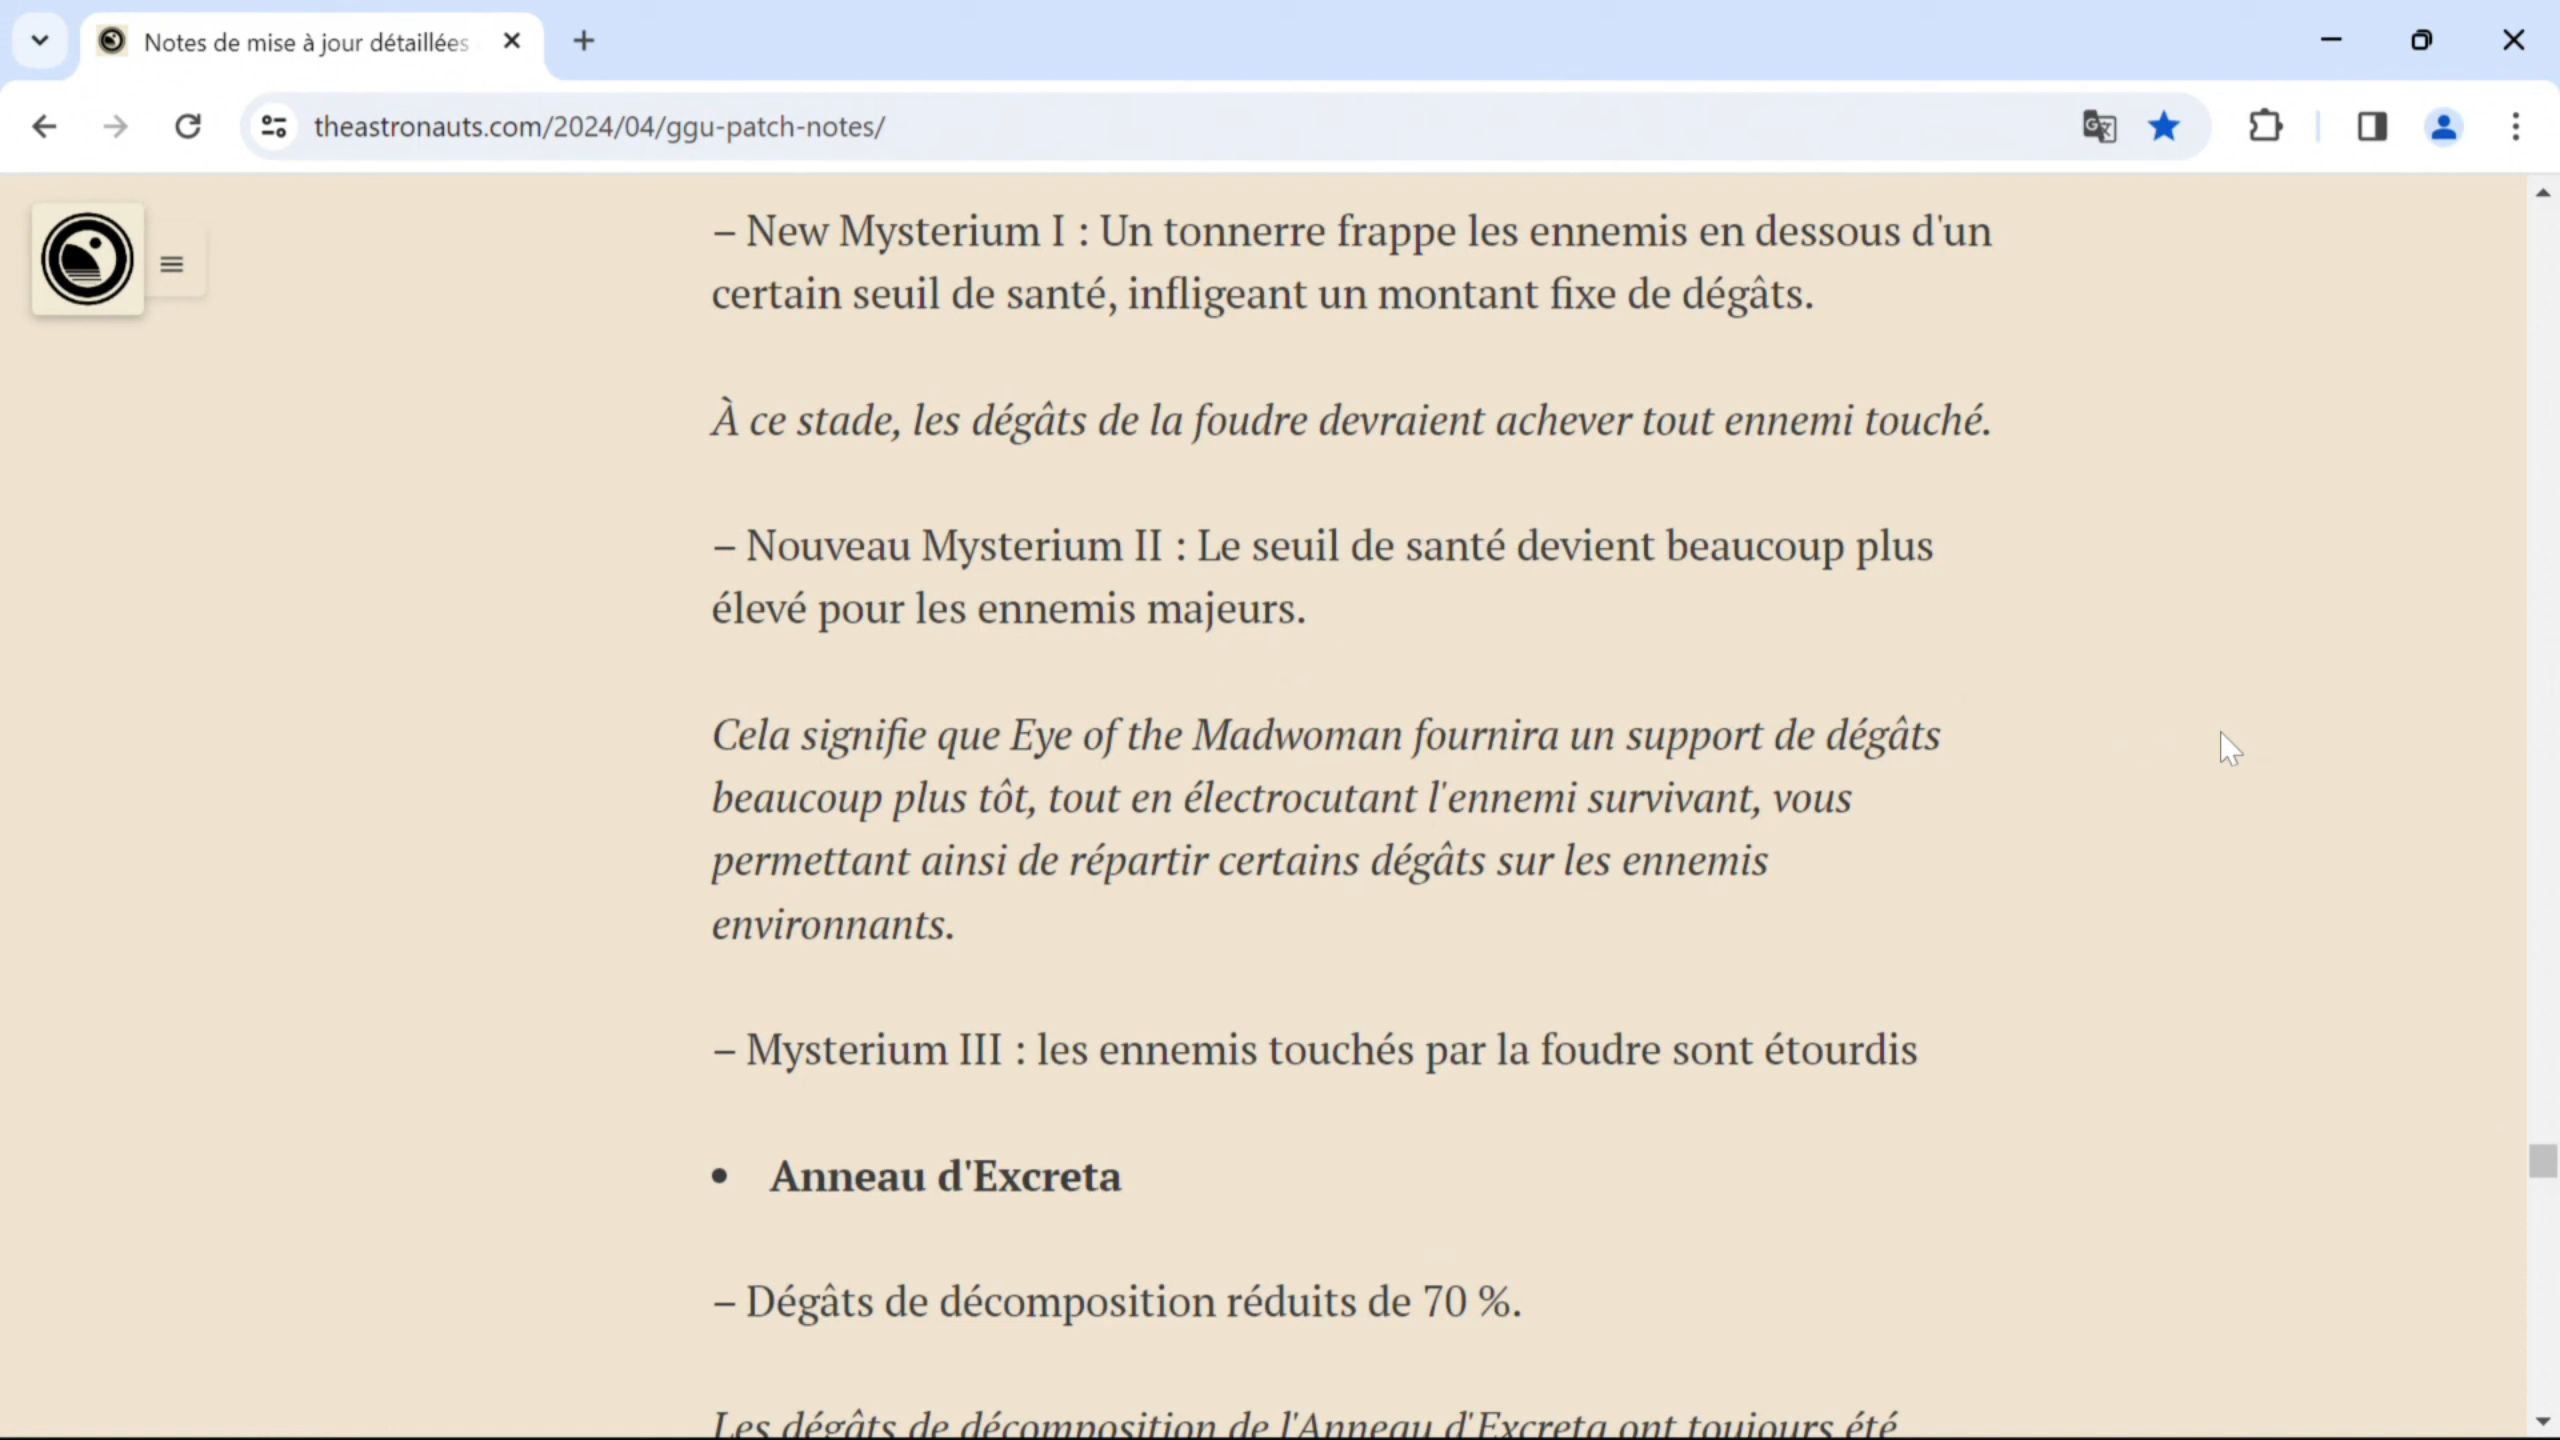 Notes de mise à jour détaillées
theastronauts.com/2024/04/ggu-patch-notes/
– New Mysterium I : Un tonnerre frappe les ennemis en dessous d'un
certain seuil de santé, infligeant un montant fixe de dégâts.
À ce stade, les dégâts de la foudre devraient achever tout ennemi touché.
– Nouveau Mysterium II : Le seuil de santé devient beaucoup plus
élevé pour les ennemis majeurs.
Cela signifie que Eye of the Madwoman fournira un support de dégâts
beaucoup plus tôt, tout en électrocutant l'ennemi survivant, vous
permettant ainsi de répartir certains dégâts sur les ennemis
environnants.
– Mysterium III : les ennemis touchés par la foudre sont étourdis
• Anneau d'Excreta
– Dégâts de décomposition réduits de 70 %.
Les dégâts de décomposition de l'Anneau d'Excreta ont toujours été